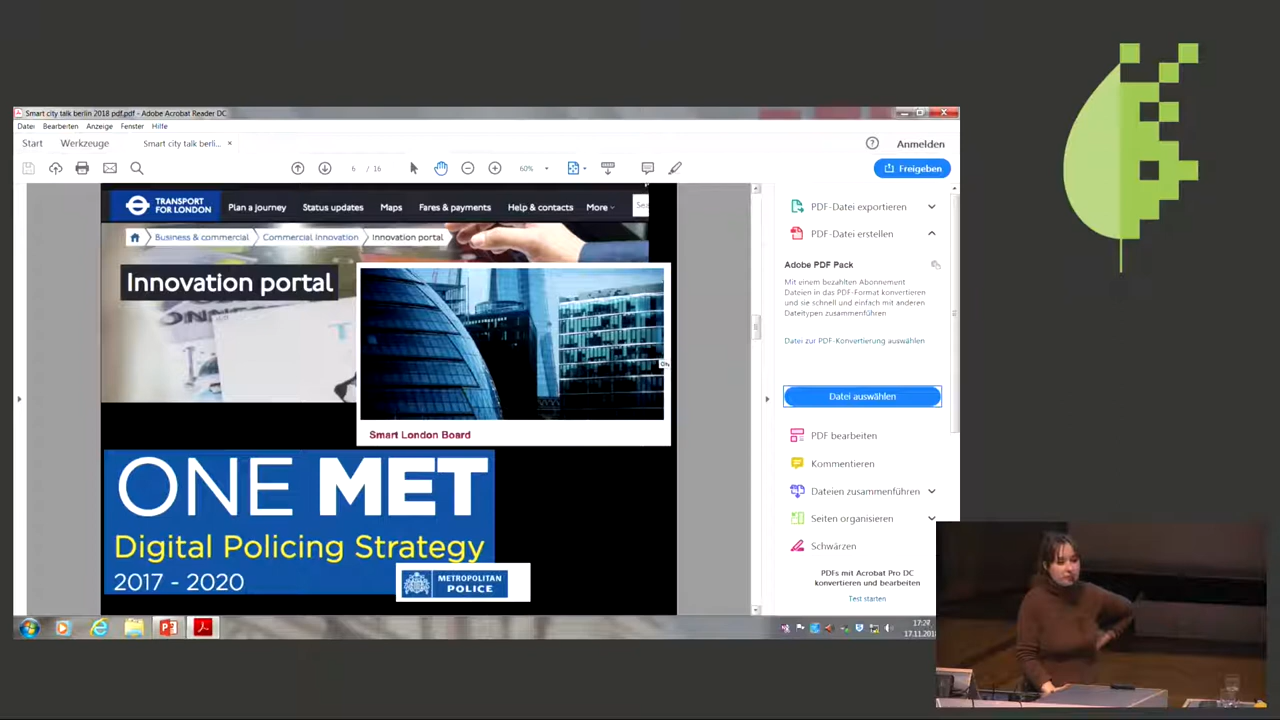 Smart city talk berlin 2018 pdf.pdf - Adobe Acrobat Reader DC
Datei Bearbeiten Anzeige Fenster Hilfe
Start Werkzeuge Smart city talk berli... × Anmelden
6 / 16 60% Freigeben
TRANSPORT FOR LONDON
Plan a journey Status updates Maps Fares & payments Help & contacts More
Business & commercial Commercial Innovation Innovation portal
Innovation portal
Smart London Board
ONE MET
Digital Policing Strategy
2017 - 2020
METROPOLITAN
POLICE
PDF-Datei exportieren
PDF-Datei erstellen
Adobe PDF Pack
Mit einem bezahlten Abonnement
Dateien in das PDF-Format konvertieren
und sie schnell und einfach mit anderen
Dateitypen zusammenführen
Datei zur PDF-Konvertierung auswählen
Datei auswählen
PDF bearbeiten
Kommentieren
Dateien zusammenführen
Seiten organisieren
Schwärzen
PDFs mit Acrobat Pro DC
konvertieren und bearbeiten
Test starten